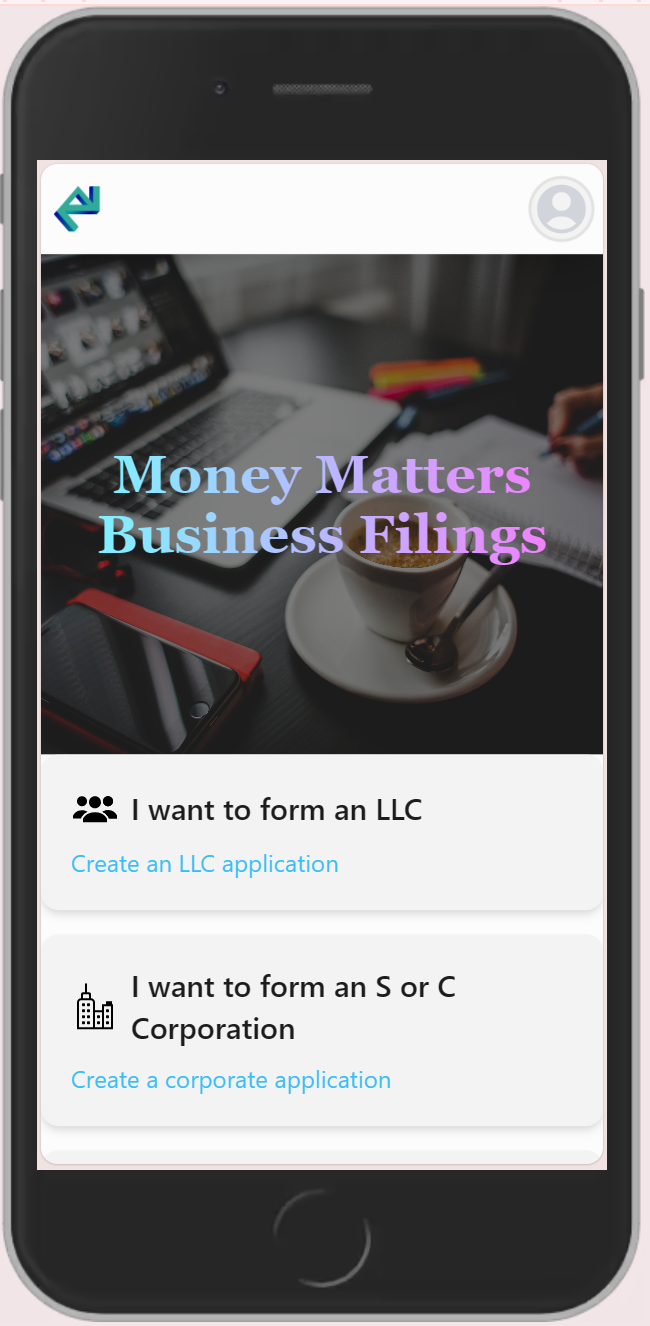 Money Matters
Business Filings
I want to form an LLC
Create an LLC application
I want to form an S or C
Corporation
Create a corporate application